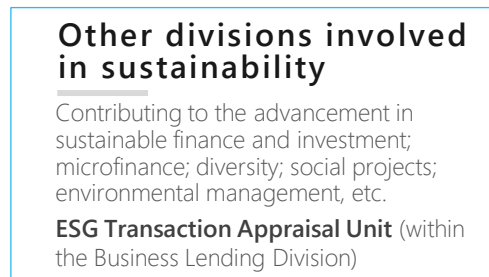 Other divisions involved
in sustainability
Contributing to the advancement in
sustainable finance and investment;
microfinance; diversity; social projects;
environmental management, etc.
ESG Transaction Appraisal Unit (within
the Business Lending Division)